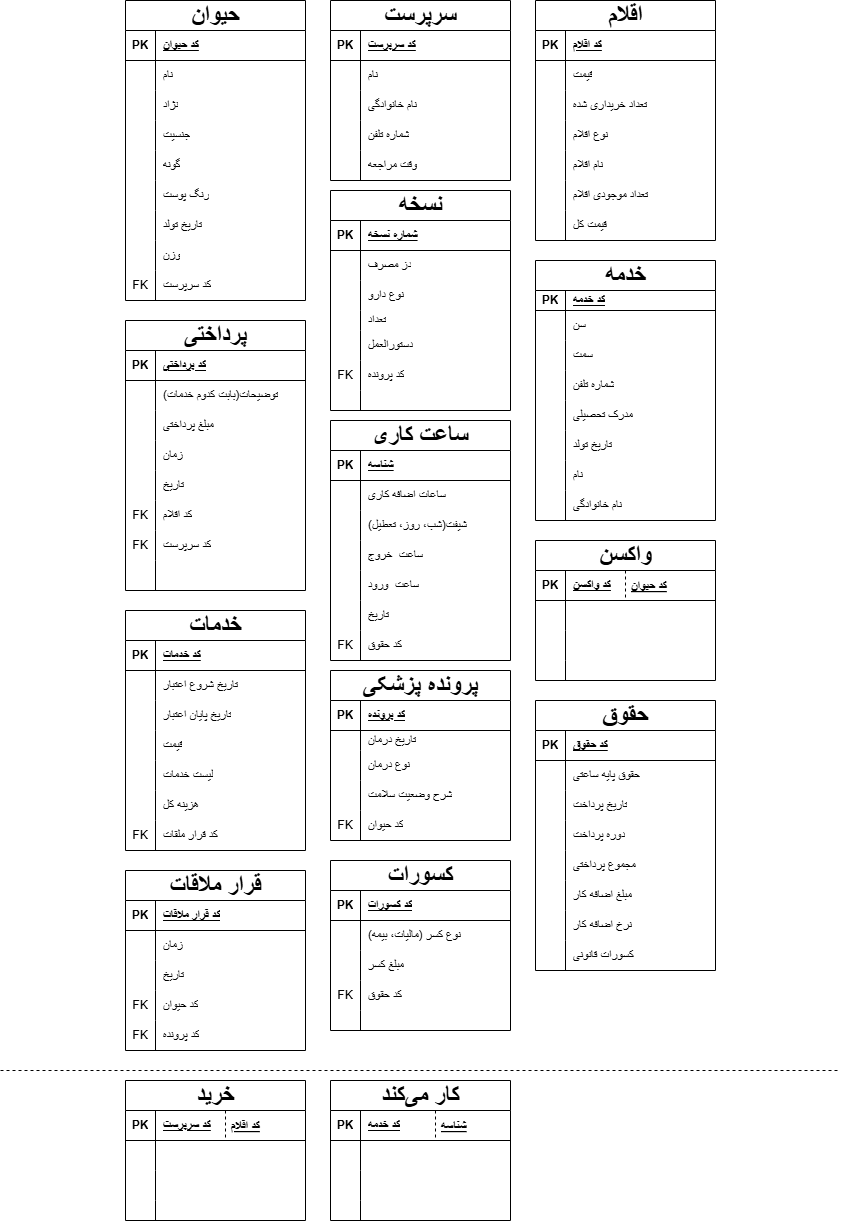 حیوان
PK کد حیوان
نام
نژاد
جنسیت
گونه
رنگ پوست
تاریخ تولد
وزن
FK کد سرپرست
سرپرست
PK کد سرپرست
نام
نام خانوادگی
شماره تلفن
وقت مراجعه
اقلام
PK کد اقلام
قیمت
تعداد خریداری شده
نوع اقلام
نام اقلام
تعداد موجودی اقلام
قیمت کل
نسخه
PK شماره نسخه
دز مصرف
نوع دارو
تعداد
دستورالعمل
FK کد پرونده
خدمه
PK کد خدمه
سن
سمت
شماره تلفن
مدرک تحصیلی
تاریخ تولد
نام
نام خانوادگی
پرداختی
PK کد پرداختی
توضیحات(بابت کدوم خدمات)
مبلغ پرداختی
زمان
تاریخ
FK کد اقلام
FK کد سرپرست
ساعت کاری
PK شناسه
ساعات اضافه کاری
شیفت(شب، روز، تعطیل)
ساعت خروج
ساعت ورود
تاریخ
FK کد حقوق
واکسن
PK کد واکسن کد حیوان
خدمات
PK کد خدمات
تاریخ شروع اعتبار
تاریخ پایان اعتبار
قیمت
لیست خدمات
هزینه کل
FK کد قرار ملقات
پرونده پزشکی
PK کد پرونده
تاریخ درمان
نوع درمان
شرح وضعیت سلامت
FK کد حیوان
حقوق
PK کد حقوق
حقوق پایه ساعتی
تاریخ پرداخت
دوره پرداخت
مجموع پرداختی
مبلغ اضافه کار
نرخ اضافه کار
کسورات قانونی
قرار ملاقات
PK کد قرار ملاقات
زمان
تاریخ
FK کد حیوان
FK کد پرونده
کسورات
PK کد کسورات
نوع کسر (مالیات، بیمه)
مبلغ کسر
FK کد حقوق
خرید
PK کد سرپرست کد اقلام
کار می‌کند
PK کد خدمه شناسه